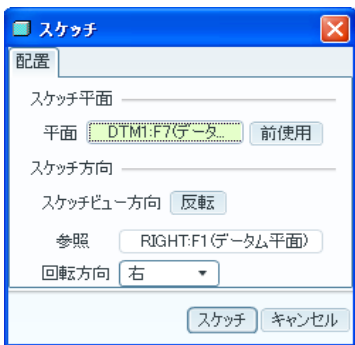 スケッチ
配置
スケッチ平面
平面 DTM1:F7(データ... 前使用
スケッチ方向
スケッチビュー方向 反転
参照 RIGHT:F1(データム平面)
回転方向 右
スケッチ キャンセル